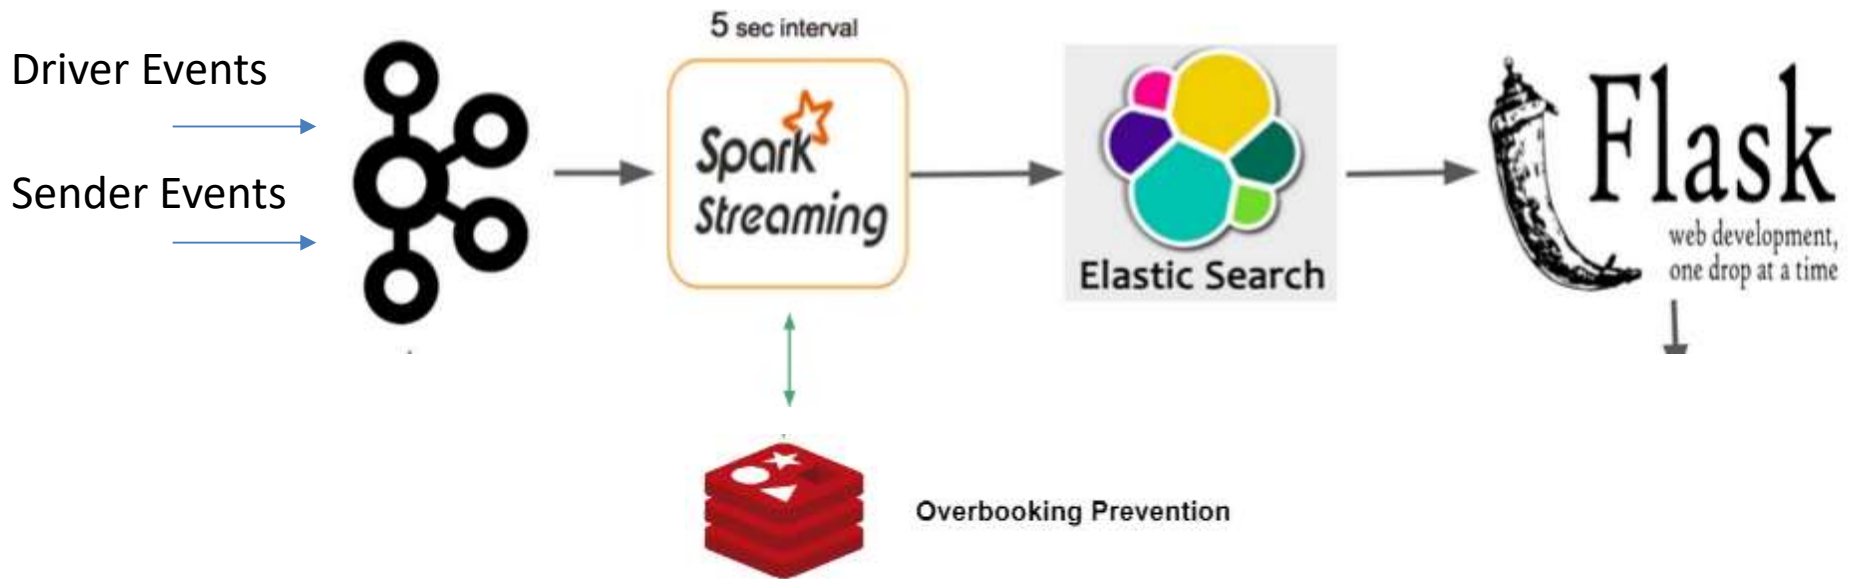 5 sec interval
Driver Events
Sender Events
Spark
Streaming
Elastic Search
Flask
web development,
one drop at a time
Overbooking Prevention